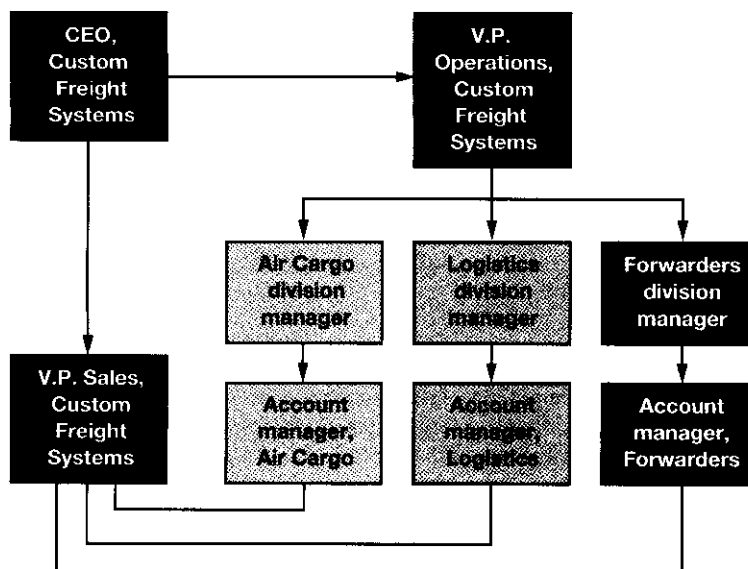 CEO,
Custom
Freight
Systems
V.P.
Operations,
Custom
Freight
Systems
Air Cargo
division
manager
Logistics
division
manager
Forwarders
division
manager
V.P. Sales,
Custom
Freight
Systems
Account
manager,
Air Cargo
Account
manager,
Logistics
Account
manager,
Forwarders